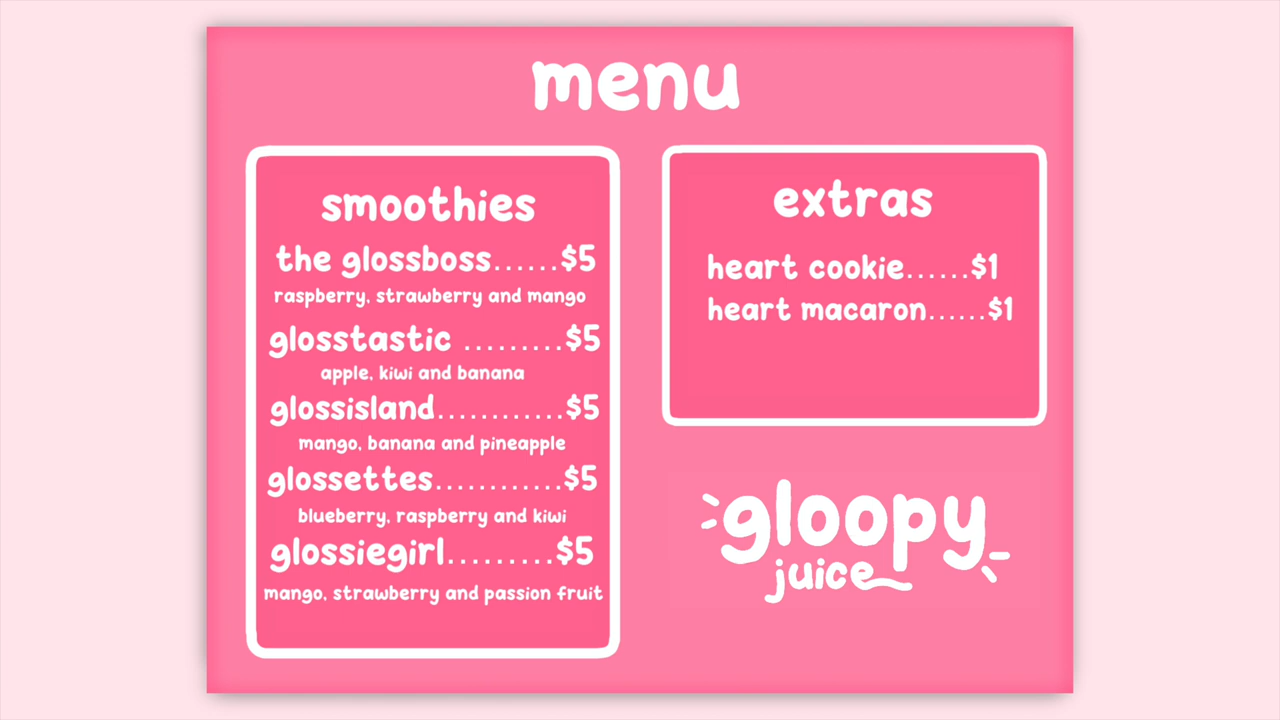 menu
smoothies
the glossboss......$5
raspberry, strawberry and mango
glosstastic .........$5
apple, kiwi and banana
glossisland............$5
mango, banana and pineapple
glossettes............$5
blueberry, raspberry and kiwi
glossiegirl.........$5
mango, strawberry and passion fruit
extras
heart cookie......$1
heart macaron......$1
gloopy
juice